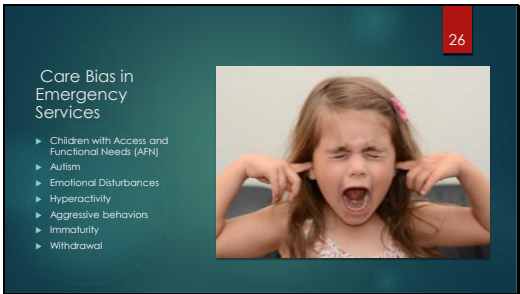 26
Care Bias in
Emergency
Services
Children with Access and
Functional Needs (AFN)
Autism
Emotional Disturbances
Hyperactivity
Aggressive behaviors
Immaturity
Withdrawal